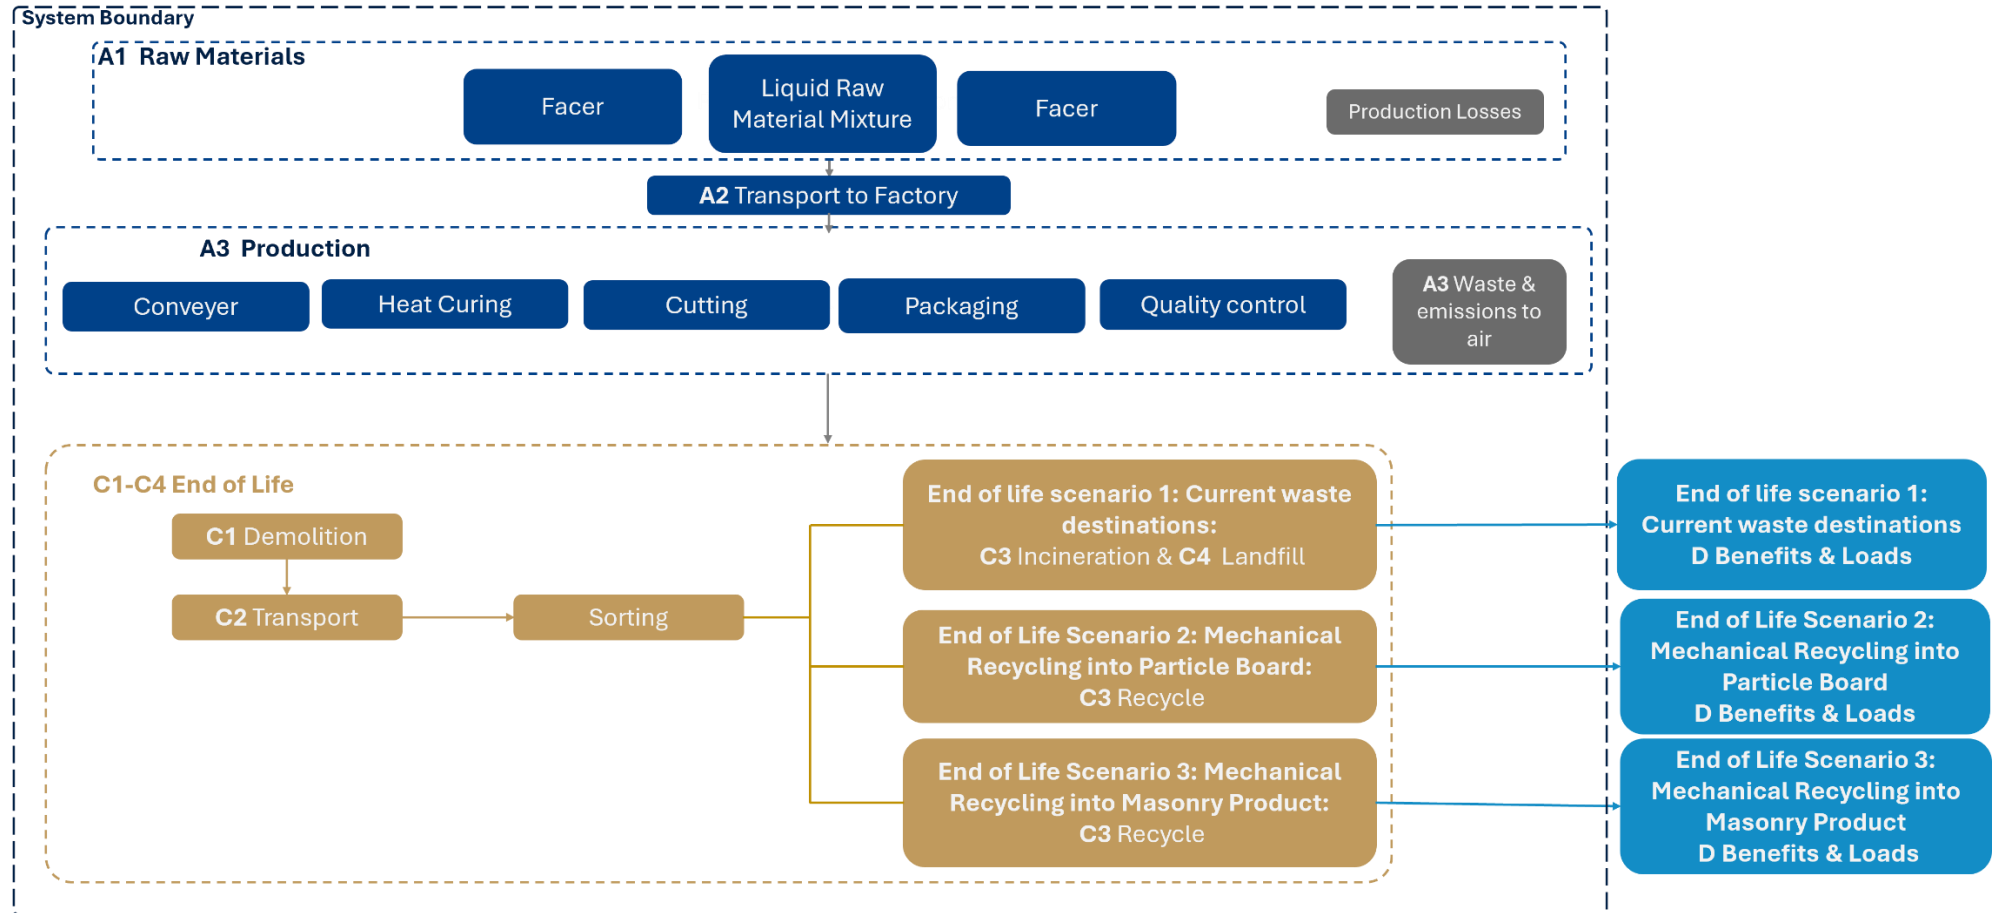 System Boundary
A1 Raw Materials
Facer
Liquid Raw
Material Mixture
Facer
Production Losses
A2 Transport to Factory
A3 Production
Conveyer
Heat Curing
Cutting
Packaging
Quality control
A3 Waste &
emissions to
air
C1-C4 End of Life
C1 Demolition
C2 Transport
Sorting
End of life scenario 1: Current waste
destinations:
C3 Incineration & C4 Landfill
End of Life Scenario 2: Mechanical
Recycling into Particle Board:
C3 Recycle
End of Life Scenario 3: Mechanical
Recycling into Masonry Product:
C3 Recycle
End of life scenario 1:
Current waste destinations
D Benefits & Loads
End of Life Scenario 2:
Mechanical Recycling into
Particle Board
D Benefits & Loads
End of Life Scenario 3:
Mechanical Recycling into
Masonry Product
D Benefits & Loads